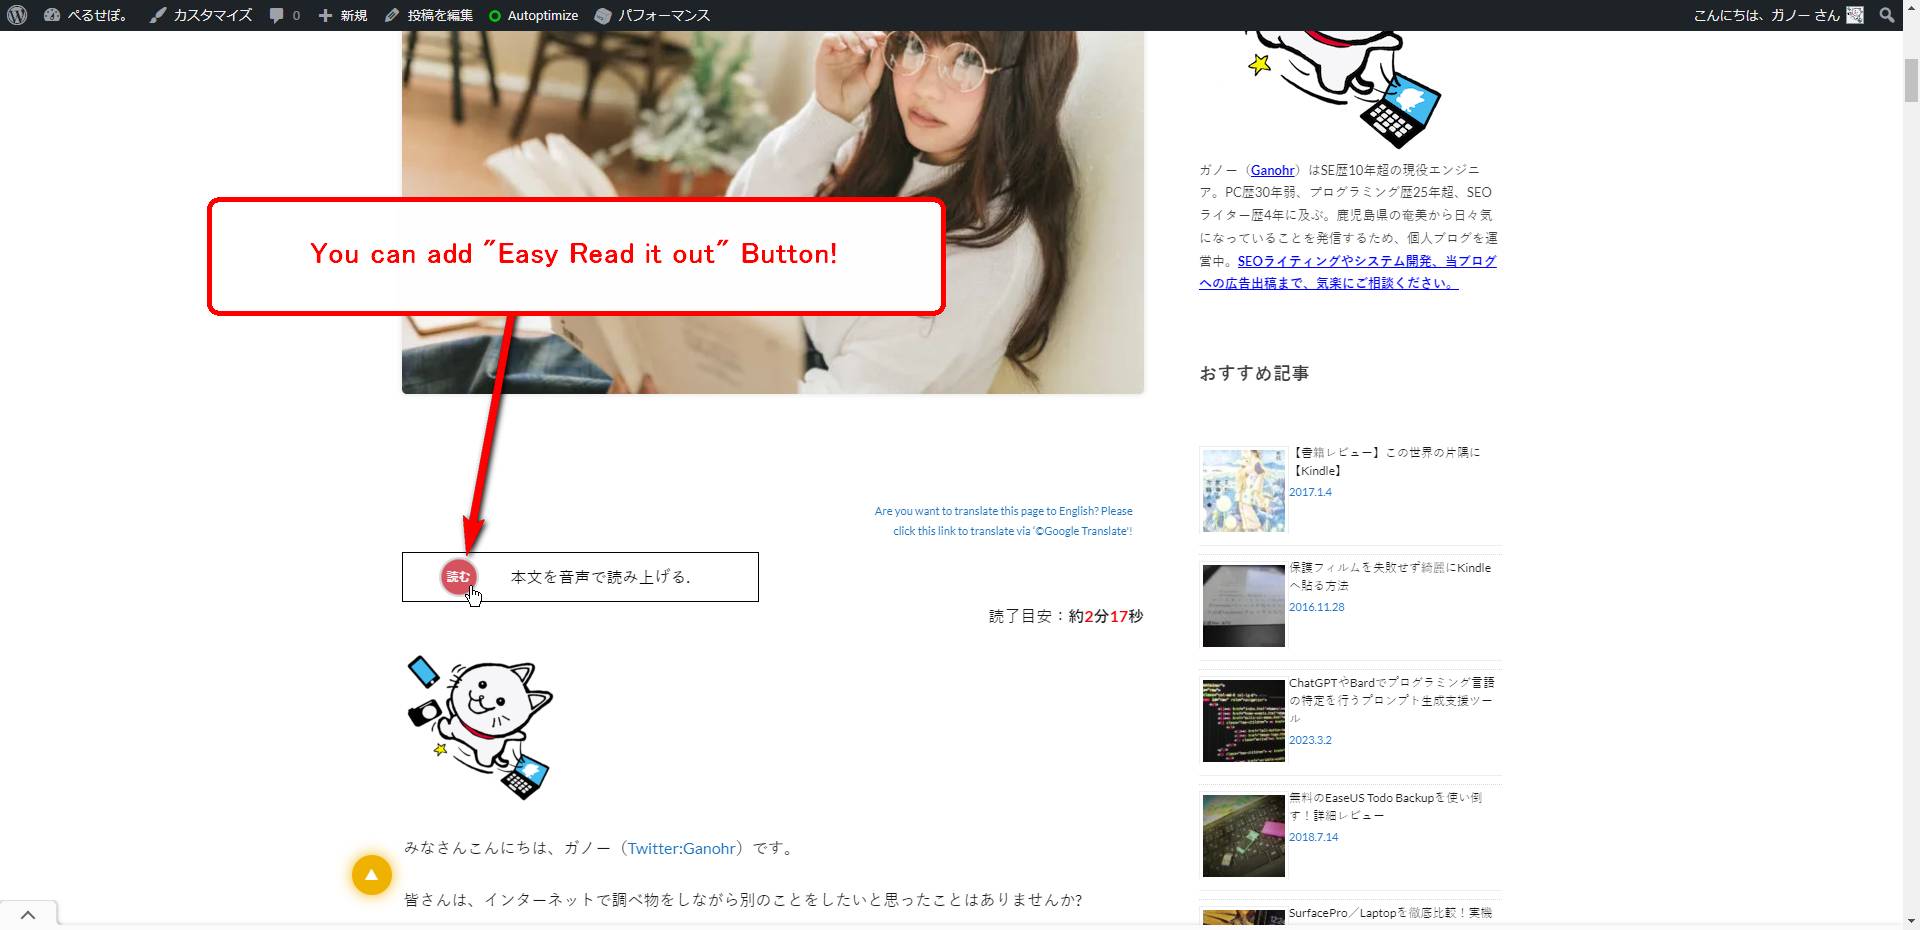 ぺるせぽ。 カスタマイズ 0 新規 投稿を編集 Autoptimize パフォーマンス こんにちは、ガノー さん
You can add "Easy Read it out" Button!
Are you want to translate this page to English? Please
click this link to translate via '©Google Translate'!
読む 本文を音声で読み上げる.
読了目安：約2分17秒
みなさんこんにちは、ガノー（Twitter:Ganohr）です。
皆さんは、インターネットで調べ物をしながら別のことをしたいと思ったことはありませんか?
ガノー（Ganohr）はSE歴10年超の現役エンジニ
ア。PC歴30年弱、プログラミング歴25年超、SEO
ライター歴4年に及ぶ。鹿児島県の奄美から日々気
になっていることを発信するため、個人ブログを運
営中。SEOライティングやシステム開発、当ブログ
への広告出稿まで、気楽にご相談ください。
おすすめ記事
【書籍レビュー】この世界の片隅に
【Kindle】
2017.1.4
保護フィルムを失敗せず綺麗にKindle
へ貼る方法
2016.11.28
ChatGPTやBardでプログラミング言語
の特定を行うプロンプト生成支援ツー
ル
2023.3.2
無料のEaseUS Todo Backupを使い倒
す！詳細レビュー
2018.7.14
SurfacePro／Laptopを徹底比較！実機